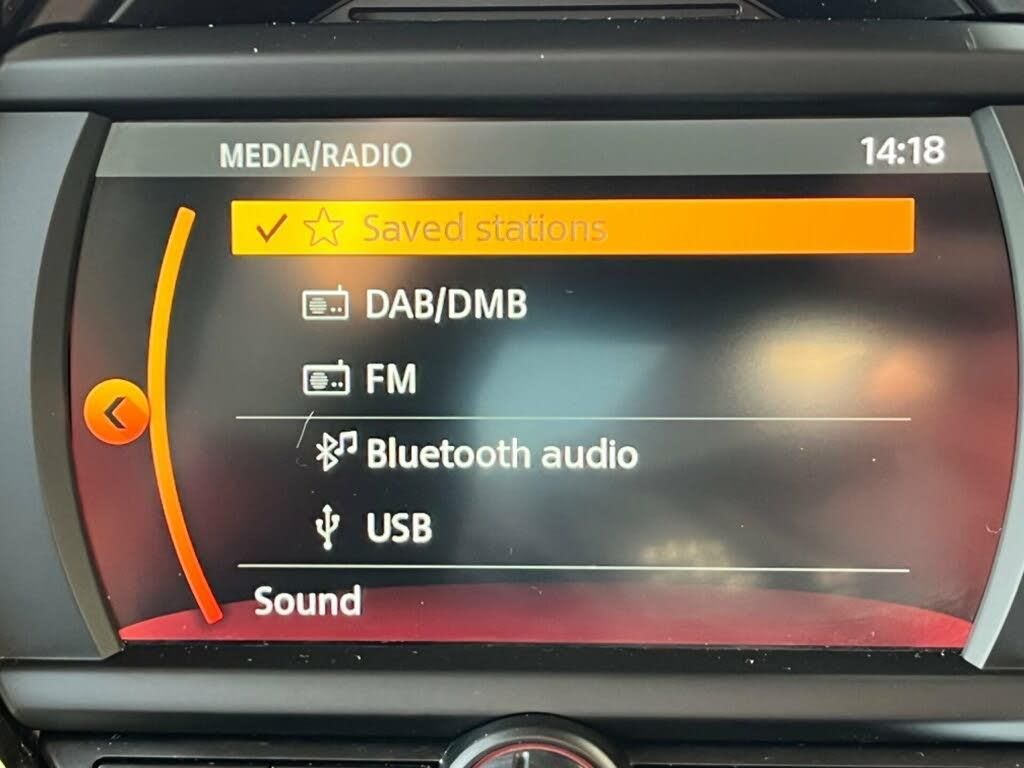 MEDIA/RADIO 14:18
Saved stations
DAB/DMB
FM
Bluetooth audio
USB
Sound